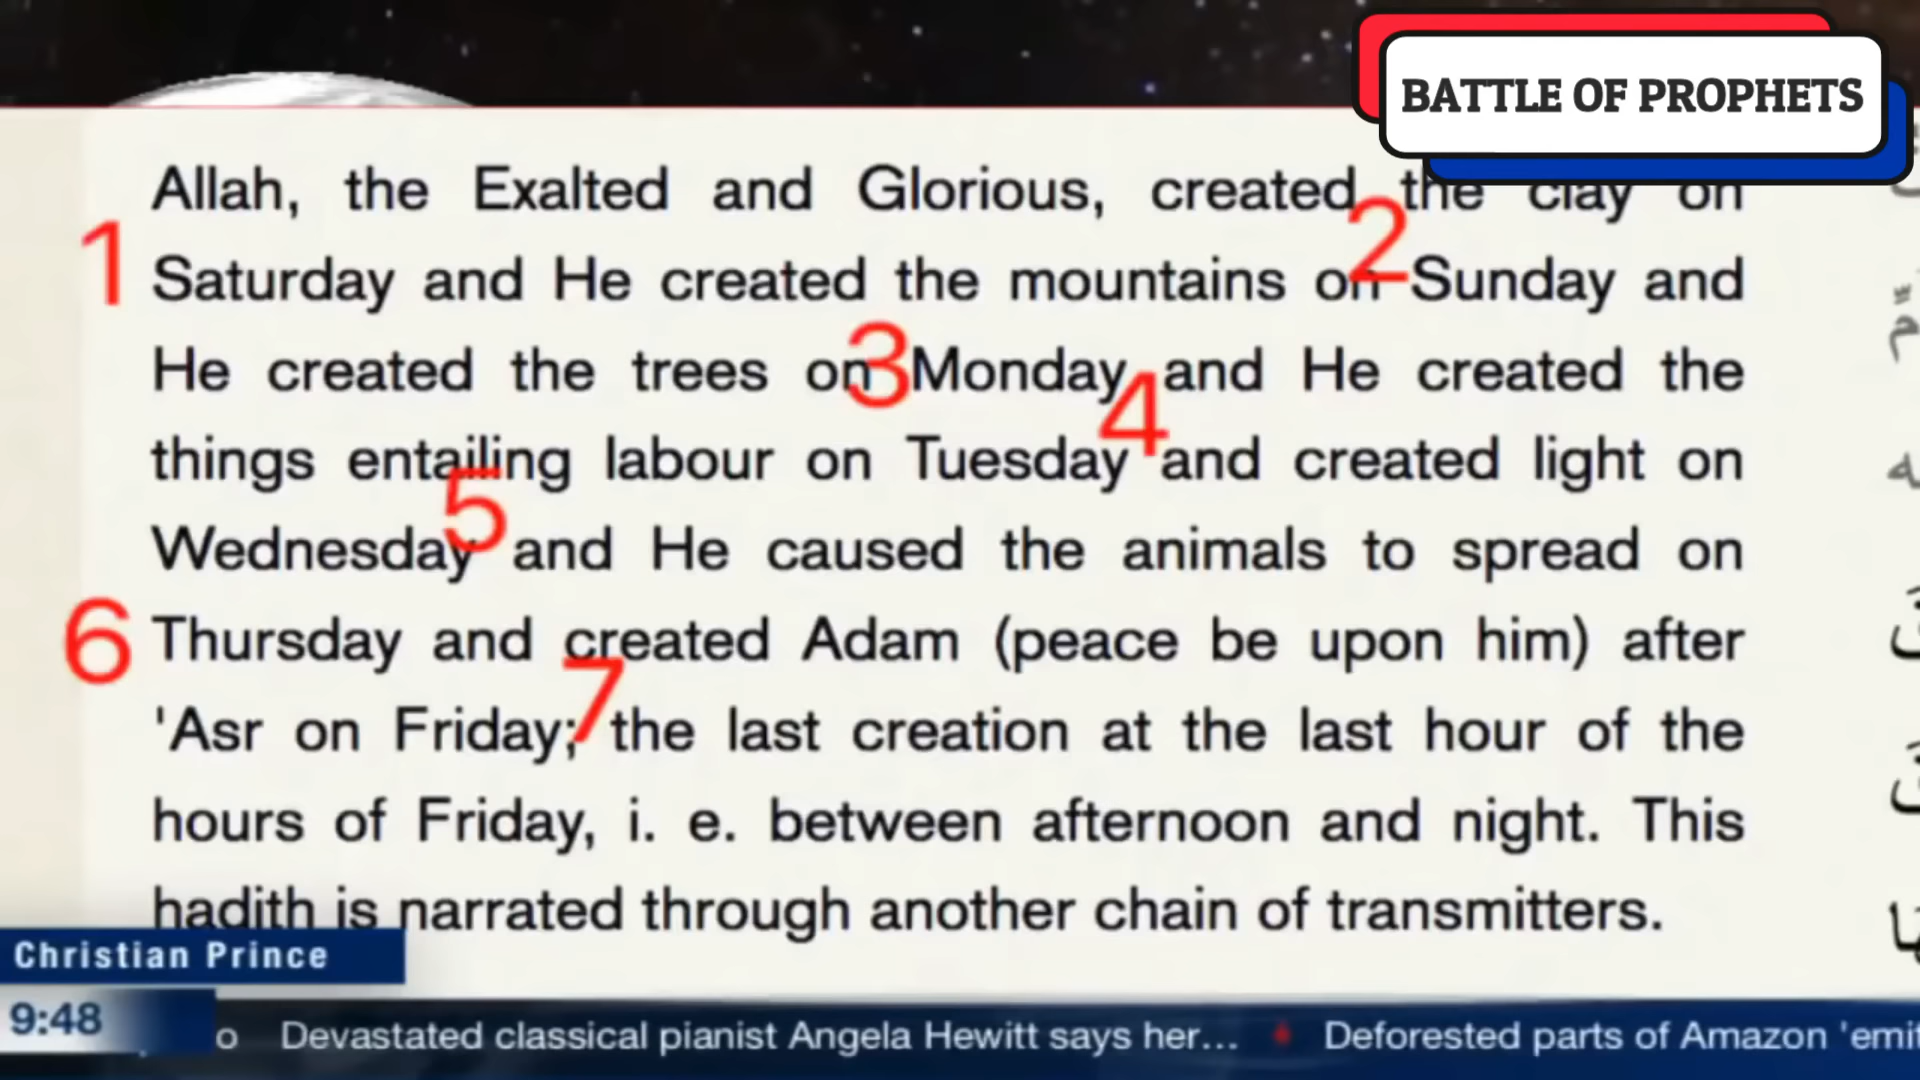 BATTLE OF PROPHETS
Allah, the Exalted and Glorious, created the clay on
2
1
Saturday and He created the mountains on Sunday and
3
He created the trees on Monday and He created the
4
things entailing labour on Tuesday and created light on
5
Wednesday and He caused the animals to spread on
6
Thursday and created Adam (peace be upon him) after
7
'Asr on Friday; the last creation at the last hour of the
hours of Friday, i. e. between afternoon and night. This
hadith is narrated through another chain of transmitters.
Christian Prince
9:48
Devastated classical pianist Angela Hewitt says her... Deforested parts of Amazon 'emit